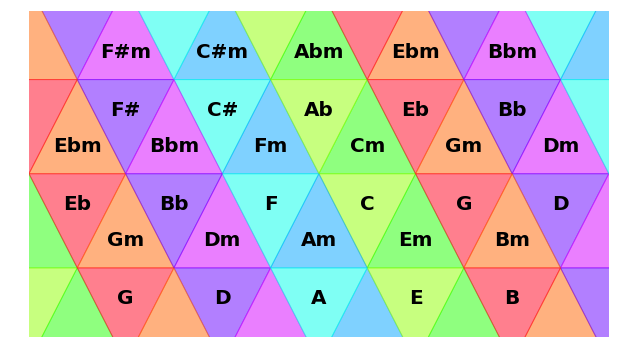 F#m C#m Abm Ebm Bbm
F# C# Ab Eb Bb
Ebm Bbm Fm Cm Gm Dm
Eb Bb F C G D
Gm Dm Am Em Bm
G D A E B